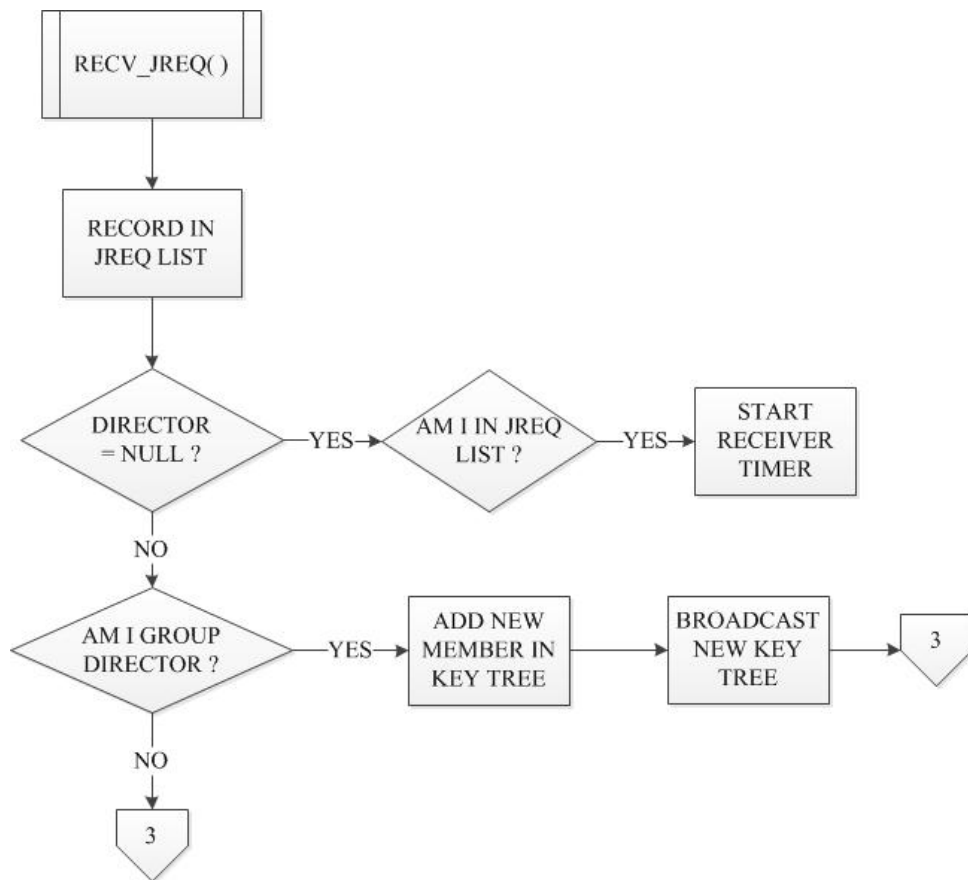 RECV_JREQ( )
RECORD IN
JREQ LIST
DIRECTOR
= NULL ?
YES
AM I IN JREQ
LIST ?
YES
START
RECEIVER
TIMER
NO
AM I GROUP
DIRECTOR ?
YES
ADD NEW
MEMBER IN
KEY TREE
BROADCAST
NEW KEY
TREE
3
NO
3